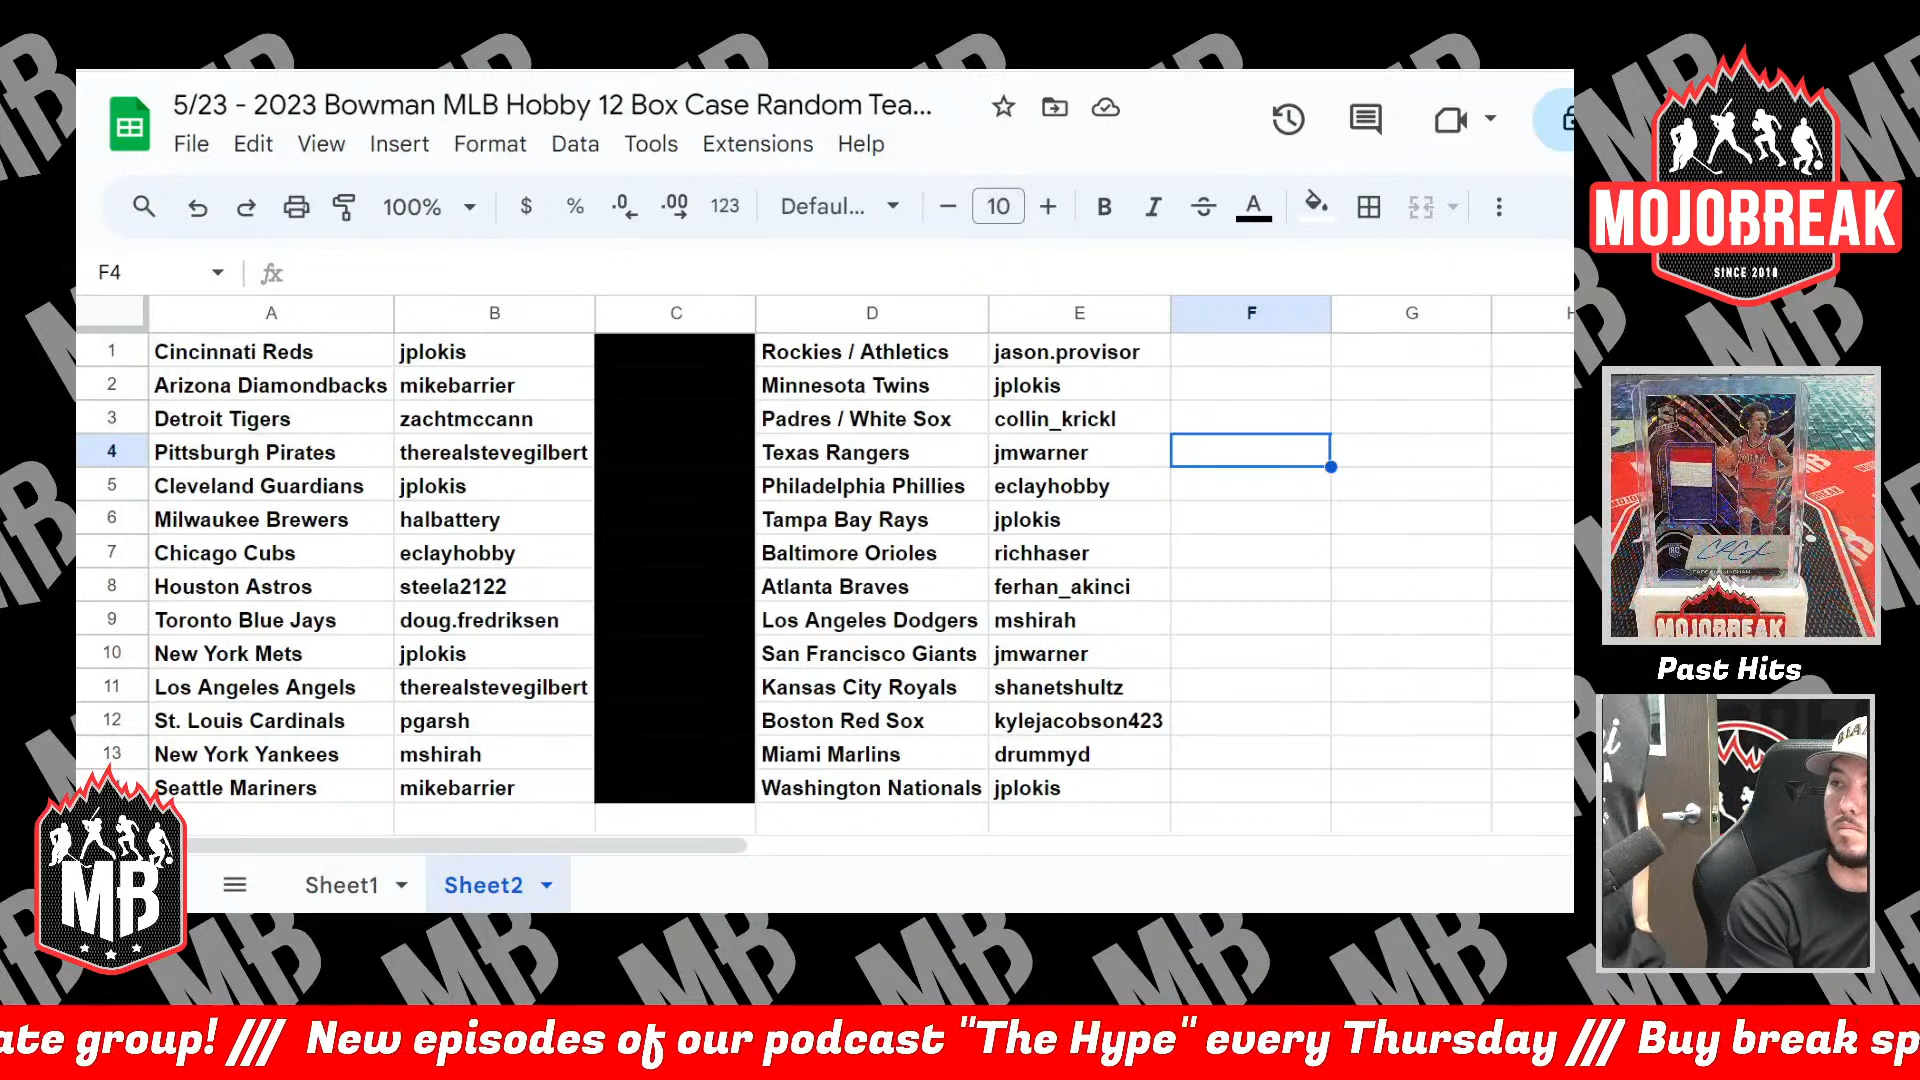 5/23 - 2023 Bowman MLB Hobby 12 Box Case Random Tea...
File Edit View Insert Format Data Tools Extensions Help
100% $ % .0 .00 123 Defaul... 10 B I A
F4 fx
A B C D E F G H
1 Cincinnati Reds jplokis Rockies / Athletics jason.provisor
2 Arizona Diamondbacks mikebarrier Minnesota Twins jplokis
3 Detroit Tigers zachtmccann Padres / White Sox collin_krickl
4 Pittsburgh Pirates therealstevegilbert Texas Rangers jmwarner
5 Cleveland Guardians jplokis Philadelphia Phillies eclayhobby
6 Milwaukee Brewers halbattery Tampa Bay Rays jplokis
7 Chicago Cubs eclayhobby Baltimore Orioles richhaser
8 Houston Astros steela2122 Atlanta Braves ferhan_akinci
9 Toronto Blue Jays doug.fredriksen Los Angeles Dodgers mshirah
10 New York Mets jplokis San Francisco Giants jmwarner
11 Los Angeles Angels therealstevegilbert Kansas City Royals shanetshultz
12 St. Louis Cardinals pgarsh Boston Red Sox kylejacobson423
13 New York Yankees mshirah Miami Marlins drummyd
Seattle Mariners mikebarrier Washington Nationals jplokis
Sheet1 Sheet2
MB
MOJOBREAK
SINCE 2010
MOJOBREAK
Past Hits
ate group! /// New episodes of our podcast "The Hype" every Thursday /// Buy break sp